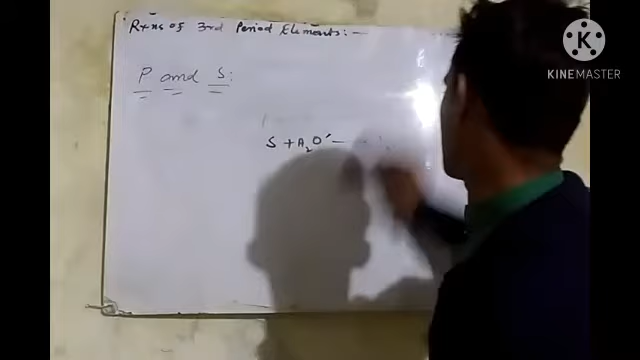 Rxns of 3rd Period Elements:-
P and S:
S + H₂O
KINEMASTER